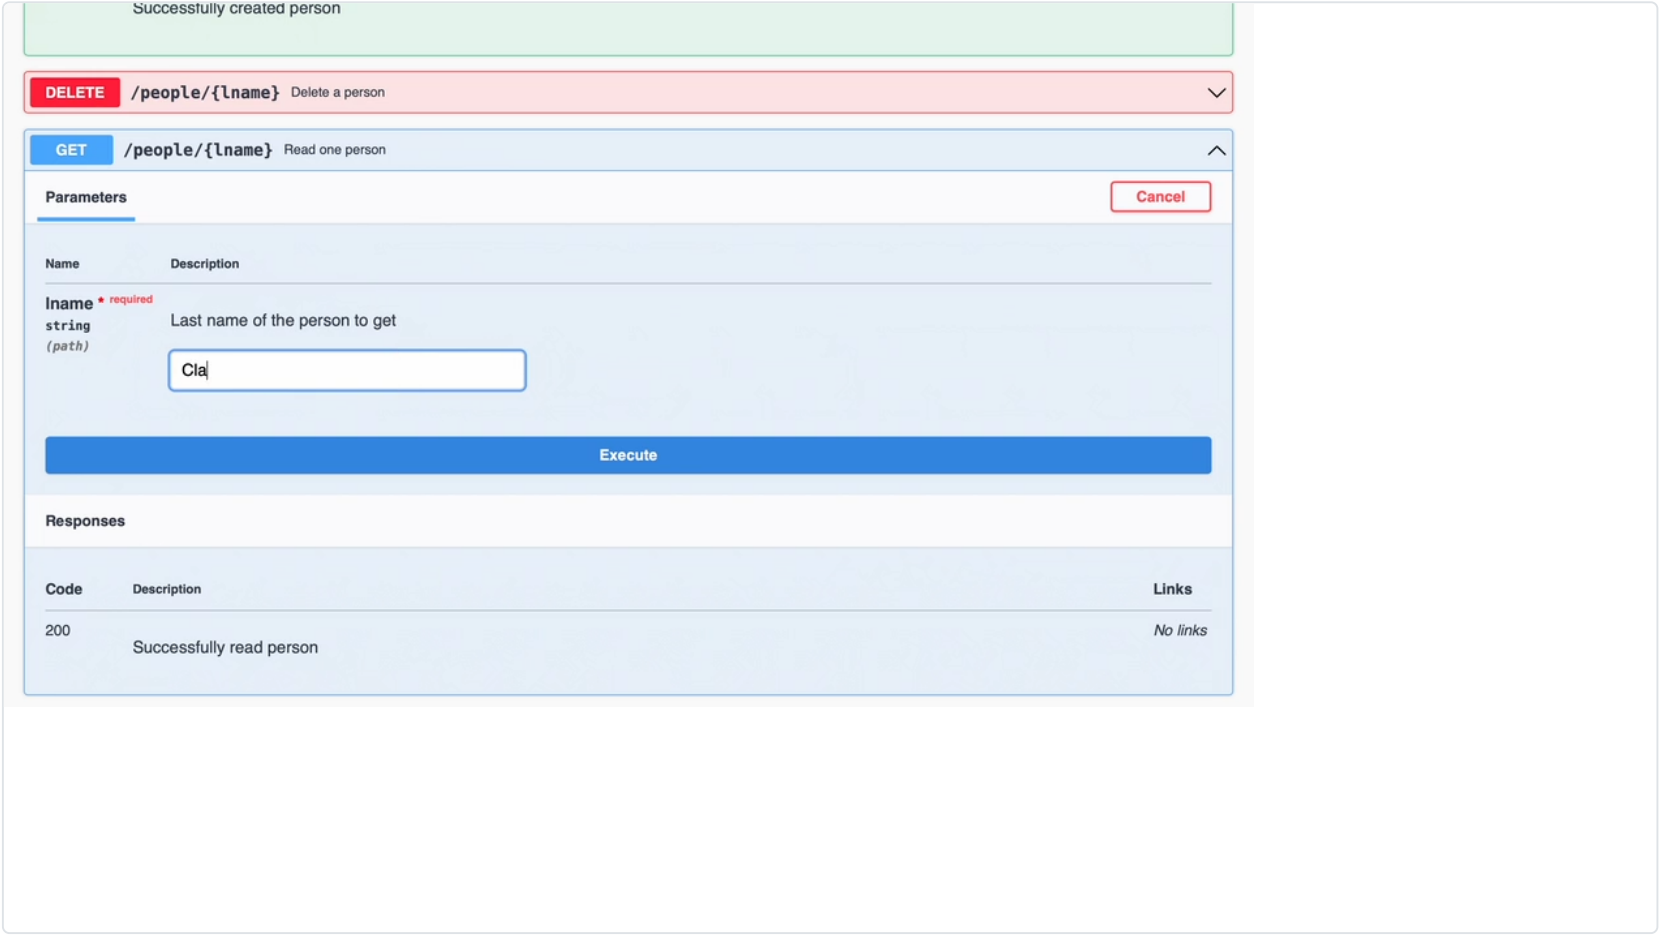 Successfully created person
DELETE /people/{lname} Delete a person
GET /people/{lname} Read one person
Parameters Cancel
Name Description
lname * required
string
(path)
Last name of the person to get
Cla
Execute
Responses
Code Description Links
200 No links
Successfully read person